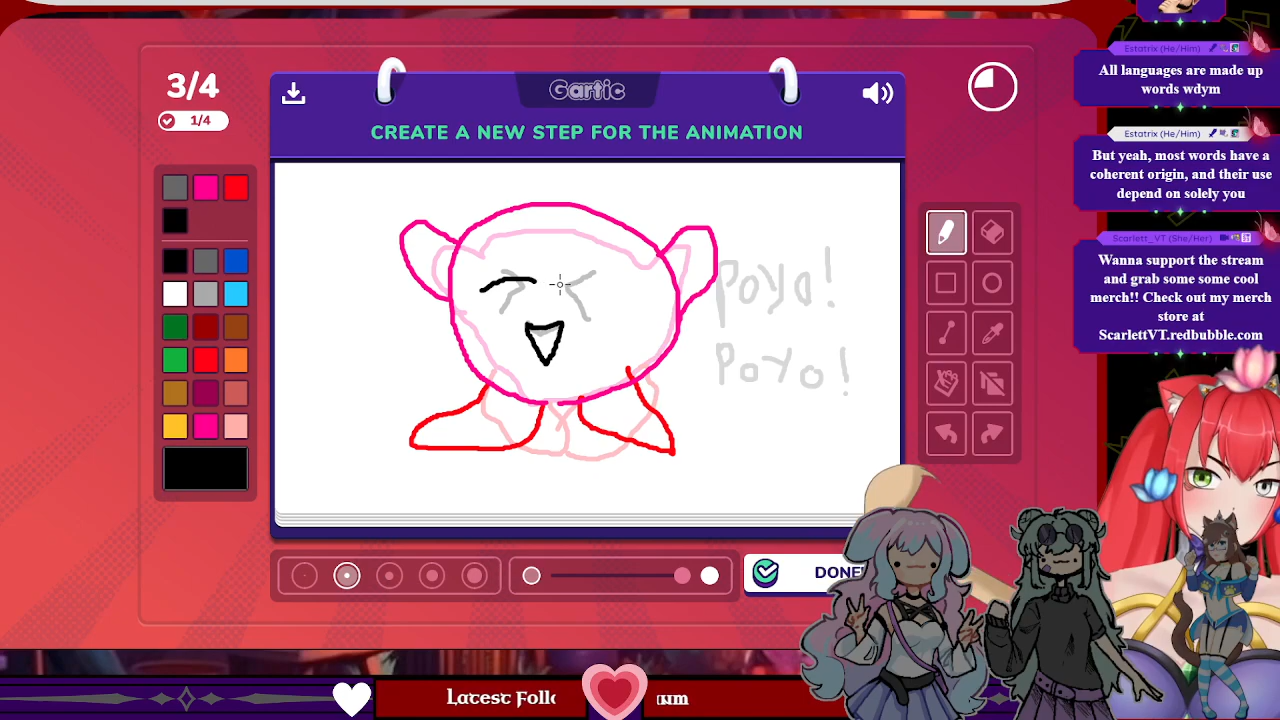 3/4
1/4
Gartic
CREATE A NEW STEP FOR THE ANIMATION
Poyo!
Poyo!
DONE
Estatrix (He/Him)
All languages are made up
words wdym
Estatrix (He/Him)
But yeah, most words have a
coherent origin, and their use
depend on solely you
Scarlett_VT (She/Her)
Wanna support the stream
and grab some some cool
merch!! Check out my merch
store at
ScarlettVT.redbubble.com
Latest Foll